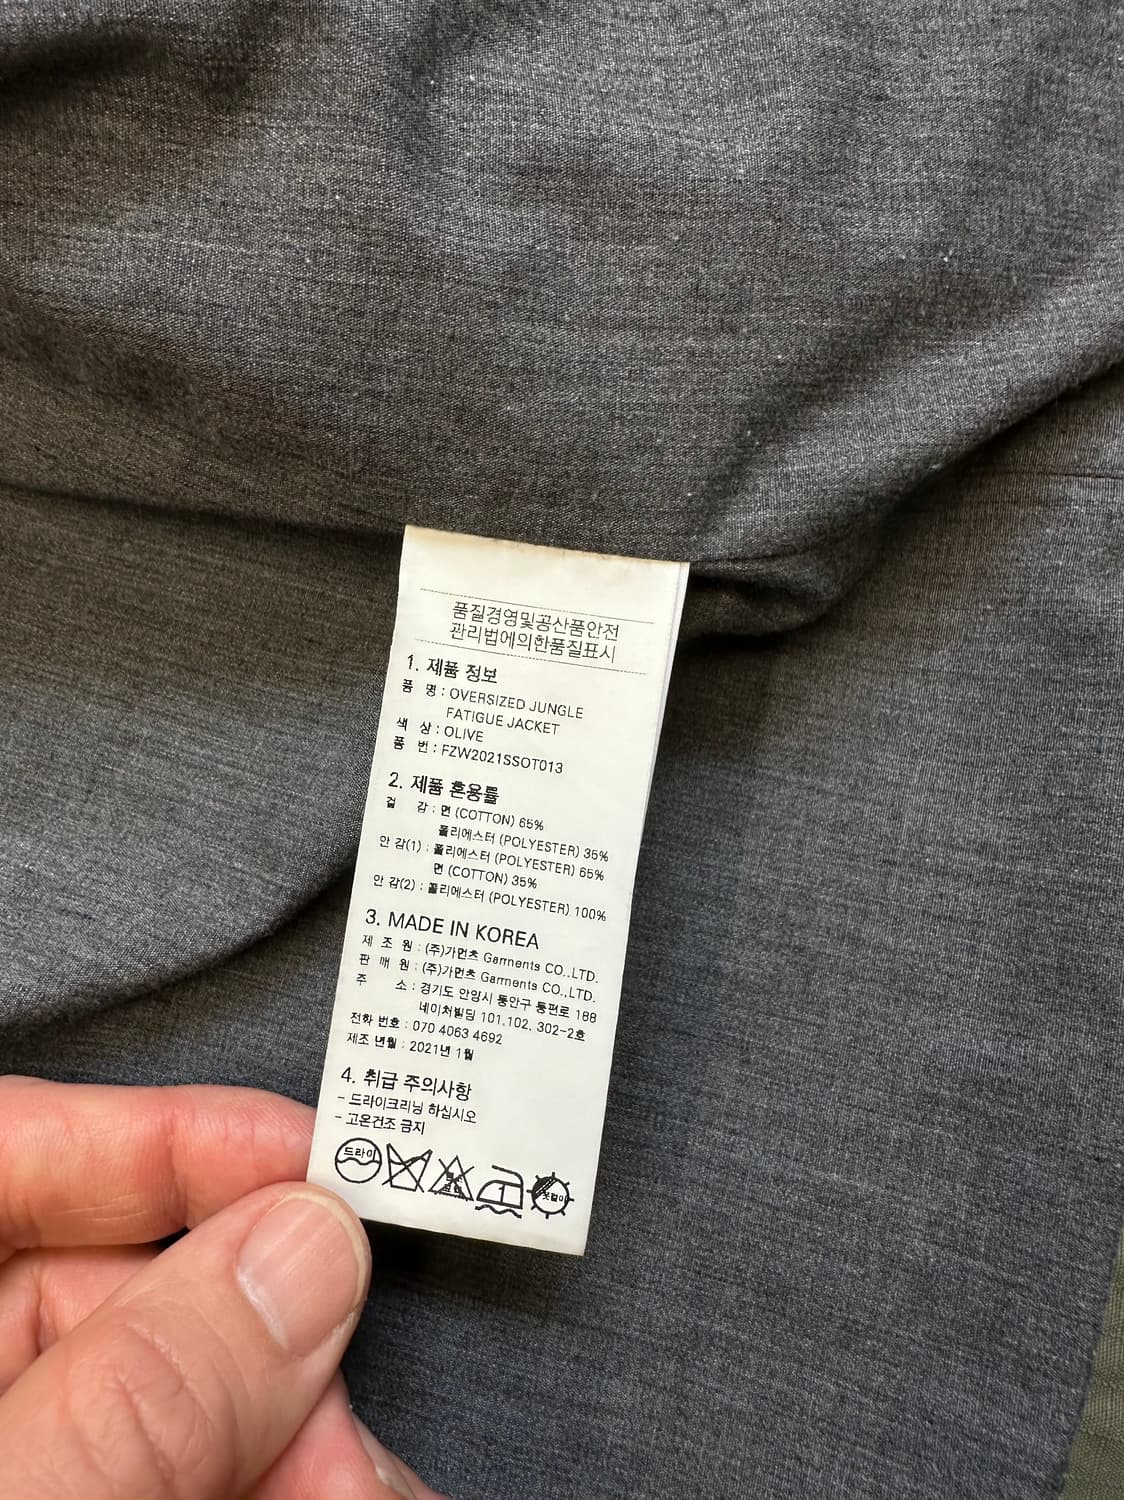 품질경영및공산품안전
관리법에의한품질표시
1. 제품 정보
품 명 : OVERSIZED JUNGLE
FATIGUE JACKET
색 상 : OLIVE
품 번 : FZW2021SSOT013
2. 제품 혼용률
겉 감 : 면 (COTTON) 65%
폴리에스터 (POLYESTER) 35%
안 감(1) : 폴리에스터 (POLYESTER) 65%
면 (COTTON) 35%
안 감(2) : 폴리에스터 (POLYESTER) 100%
3. MADE IN KOREA
제 조 원 : (주)가먼츠 Garments CO.,LTD.
판 매 원 : (주)가먼츠 Garments CO.,LTD.
주 소 : 경기도 안양시 동안구 동편로 188
네이처빌딩 101, 102, 302-2호
전화 번호 : 070 4063 4692
제조 년월 : 2021년 1월
4. 취급 주의사항
- 드라이크리닝 하십시오
- 고온건조 금지
드라이 1 옷걸이